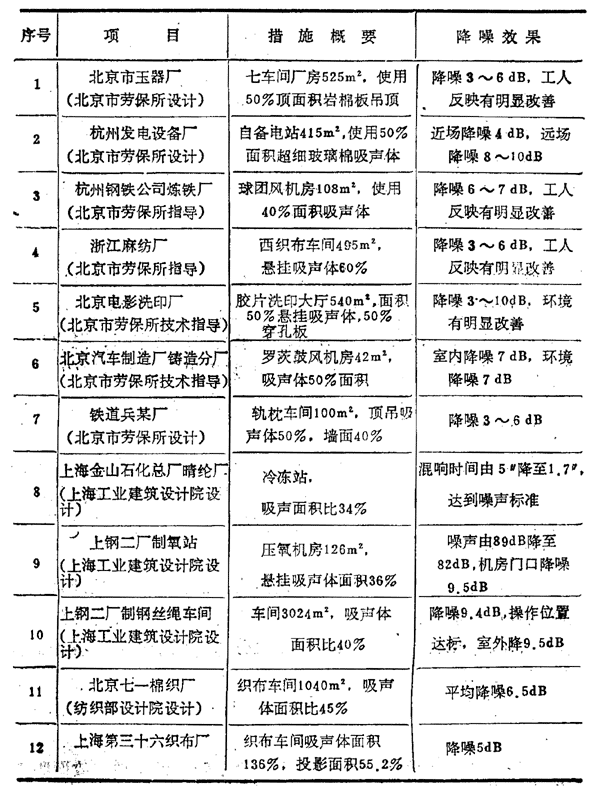 序号 项目 措施概要 降噪效果
1 北京市玉器厂 七车间厂房525m²，使用 降噪3～6dB，工人
(北京市劳保所设计) 50%顶面积岩棉板吊顶 反映有明显改善
2 杭州发电设备厂 自备电站415m²,使用50% 近场降噪4dB，远场
(北京市劳保所设计) 面积超细玻璃棉吸声体 降噪8～10dB
3 杭州钢铁公司炼铁厂 球团风机房108m²，使用 降噪6～7dB，工人
(北京市劳保所指导) 40%面积吸声体 反映有明显改善
4 浙江麻纺厂 西织布车间495m²， 降噪3～6dB，工人
(北京市劳保所指导) 悬挂吸声体60% 反映有明显改善
5 北京电影洗印厂 胶片洗印大厅540m²,面积 降噪3～10dB，环境
(北京市劳保所技术指导) 50%悬挂吸声体,50% 有明显改善
穿孔板
6 北京汽车制造厂铸造分厂 罗茨鼓风机房42m²， 室内降噪7dB，环境
(北京市劳保所技术指导) 吸声体50%面积 降噪7dB
7 铁道兵某厂 轨枕车间100m²，顶吊吸 降噪3～6dB
(北京市劳保所设计) 声体50%，墙面40%
8 上海金山石化总厂晴纶厂 冷冻站， 混响时间由5″降至1.7″，
(上海工业建筑设计院设 吸声面积比34% 达到噪声标准
计)
9 上钢二厂制氧站 压氧机房126m²， 噪声由89dB降至
(上海工业建筑设计院设 悬挂吸声体面积36% 82dB,机房门口降噪
计) 9.5dB
10 上钢二厂制钢丝绳车间 车间3024m²，吸声体 降噪9.4dB,操作位置
(上海工业建筑设计院设 面积比40% 达标，室外降9.5dB
计)
11 北京七一棉织厂 织布车间1040m²，吸声 平均降噪6.5dB
(纺织部设计院设计) 体面积比45%
12 上海第三十六织布厂 织布车间吸声体面积 降噪5dB
136%，投影面积55.2%